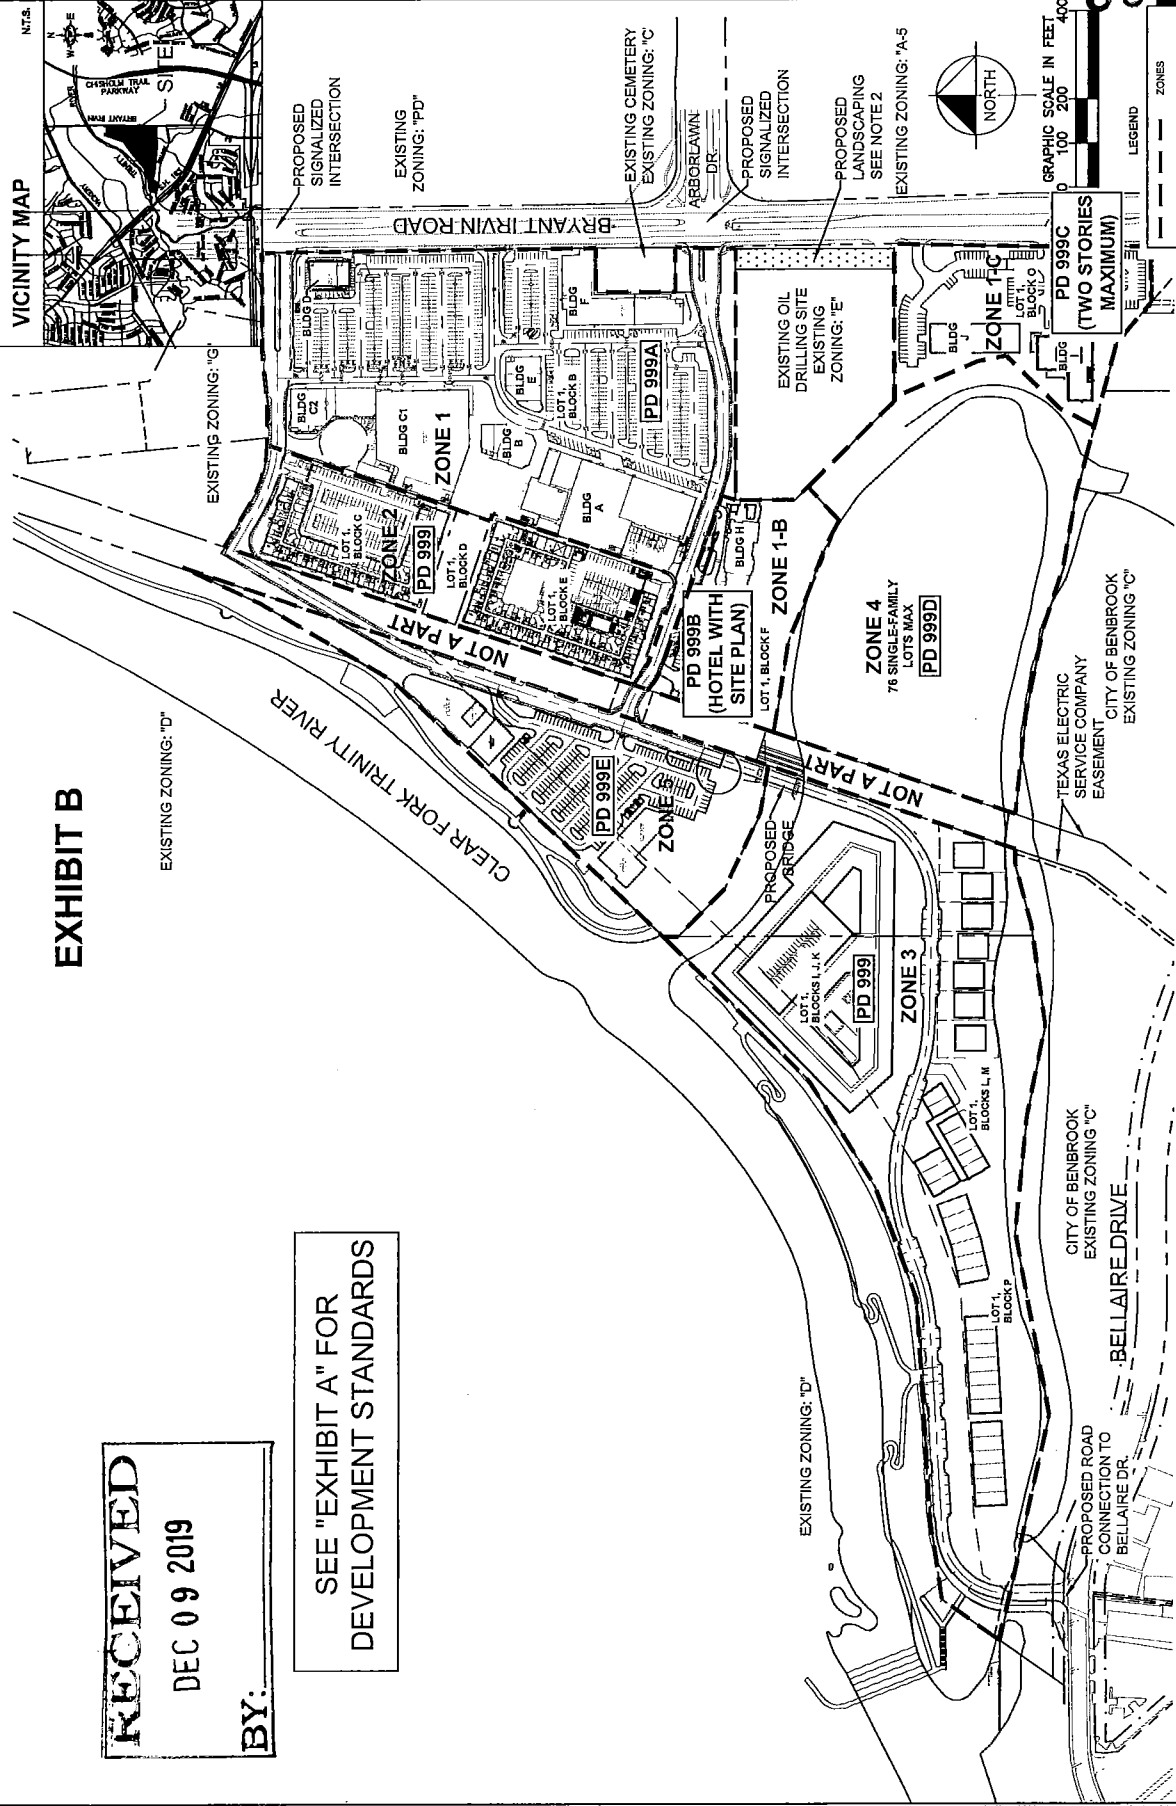 EXHIBIT B
RECEIVED
DEC 09 2019
BY:
SEE "EXHIBIT A" FOR
DEVELOPMENT STANDARDS
VICINITY MAP
N.T.S.
N
E
S
W
CHISHOLM TRAIL
PARKWAY
SITE
BRYANT IRVIN
TRINITY
RIVER
EXISTING ZONING: "D"
EXISTING ZONING: "G"
CLEAR FORK TRINITY RIVER
PROPOSED
SIGNALIZED
INTERSECTION
EXISTING
ZONING: "PD"
BRYANT IRVIN ROAD
EXISTING CEMETERY
EXISTING ZONING: "C"
ARBORLAWN
DR.
PROPOSED
SIGNALIZED
INTERSECTION
PROPOSED
LANDSCAPING
SEE NOTE 2
EXISTING ZONING: "A-5
NORTH
GRAPHIC SCALE IN FEET
0
100
200
400
LEGEND
ZONES
BLDG D
BLDG
C2
BLDG C1
ZONE 1
BLDG
B
BLDG
E
BLDG
F
LOT 1,
BLOCK B
PD 999A
BLDG
A
LOT 1,
BLOCK C
ZONE 2
PD 999
LOT 1,
BLOCK D
LOT 1,
BLOCK E
NOT A PART
EXISTING OIL
DRILLING SITE
EXISTING
ZONING: "E"
BLDG H
ZONE 1-B
PD 999B
(HOTEL WITH
SITE PLAN)
LOT 1, BLOCK F
BLDG
ZONE 1-C
LOT 1,
BLOCK O
BLDG
PD 999C
(TWO STORIES
MAXIMUM)
ZONE 4
76 SINGLE-FAMILY
LOTS MAX
PD 999D
PD 999E
ZONE 5
PROPOSED
BRIDGE
NOT A PART
TEXAS ELECTRIC
SERVICE COMPANY
EASEMENT
CITY OF BENBROOK
EXISTING ZONING "C"
LOT 1,
BLOCKS I, J, K
PD 999
ZONE 3
LOT 1,
BLOCKS L, M
LOT 1,
BLOCK P
CITY OF BENBROOK
EXISTING ZONING "C"
BELLAIRE DRIVE
EXISTING ZONING: "D"
PROPOSED ROAD
CONNECTION TO
BELLAIRE DR.